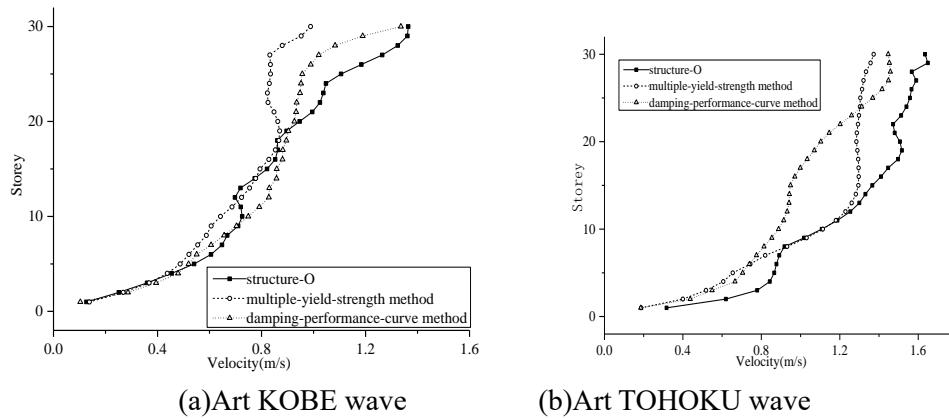 30
20
10
0
Storey
structure-O
multiple-yield-strength method
damping-performance-curve method
0.0 0.4 0.8 1.2 1.6
Velocity(m/s)
(a)Art KOBE wave
30
20
10
0
Storey
structure-O
multiple-yield-strength method
damping-performance-curve method
0.0 0.4 0.8 1.2 1.6
Velocity(m/s)
(b)Art TOHOKU wave